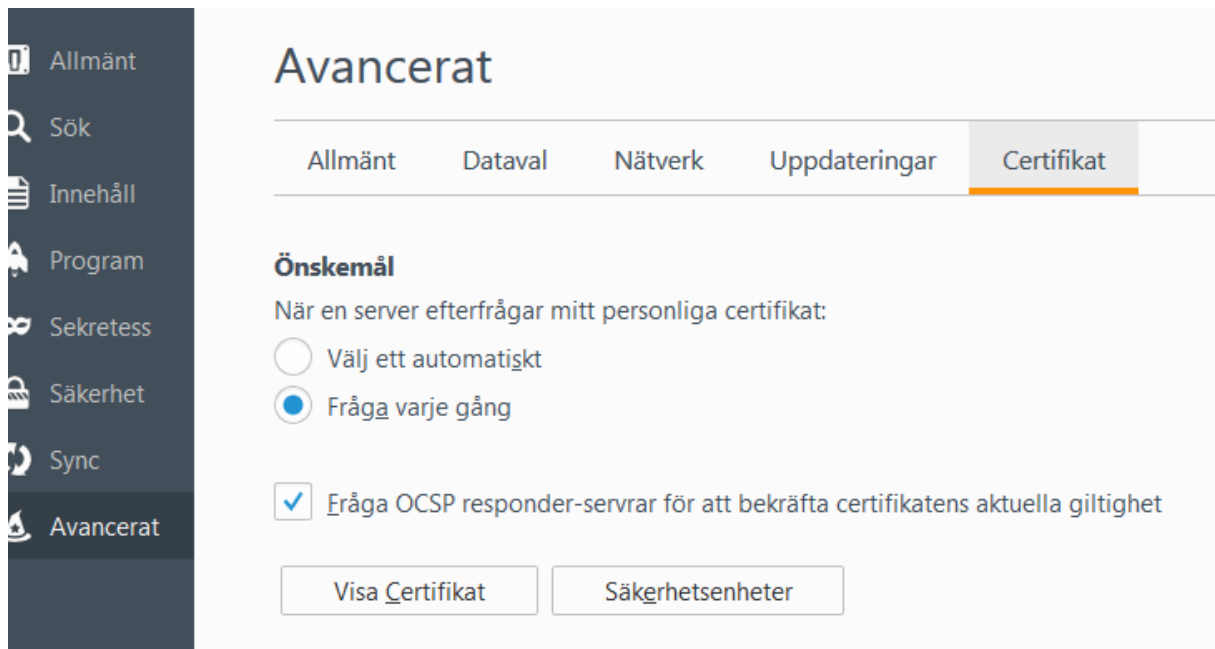 Allmänt
Sök
Innehåll
Program
Sekretess
Säkerhet
Sync
Avancerat
Avancerat
Allmänt Dataval Nätverk Uppdateringar Certifikat
Önskemål
När en server efterfrågar mitt personliga certifikat:
Välj ett automatiskt
Fråga varje gång
Fråga OCSP responder-servrar för att bekräfta certifikatens aktuella giltighet
Visa Certifikat Säkerhetsenheter